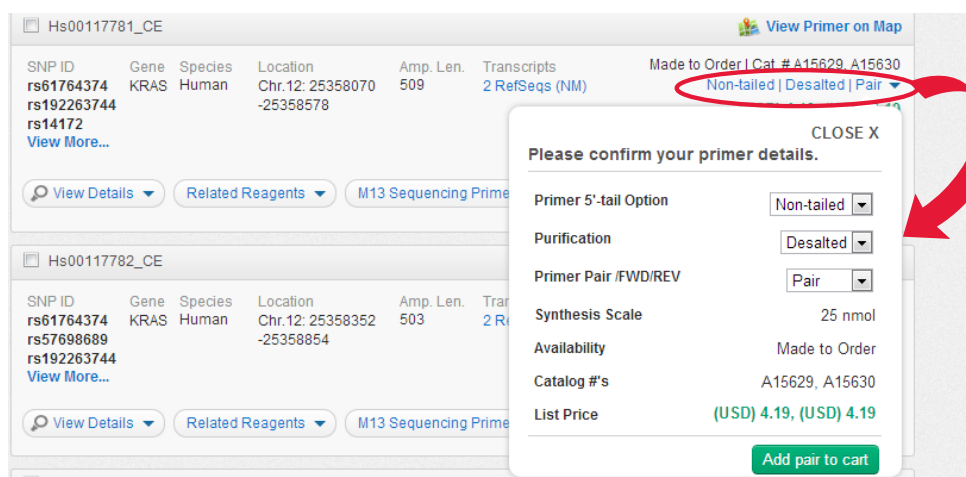 Hs00117781_CE
View Primer on Map
SNP ID Gene Species Location Amp. Len. Transcripts
Made to Order | Cat. # A15629, A15630
rs61764374 KRAS Human Chr.12: 25358070 509 2 RefSeqs (NM)
Non-tailed | Desalted | Pair
rs192263744 -25358578
rs14172
View More...
View Details
Related Reagents
M13 Sequencing Prime
CLOSE X
Please confirm your primer details.
Primer 5'-tail Option Non-tailed
Purification Desalted
Primer Pair /FWD/REV Pair
Synthesis Scale 25 nmol
Availability Made to Order
Catalog #'s A15629, A15630
List Price (USD) 4.19, (USD) 4.19
Add pair to cart
Hs00117782_CE
SNP ID Gene Species Location Amp. Len. Tran
rs61764374 KRAS Human Chr.12: 25358352 503 2 Re
rs57698689 -25358854
rs192263744
View More...
View Details
Related Reagents
M13 Sequencing Prime